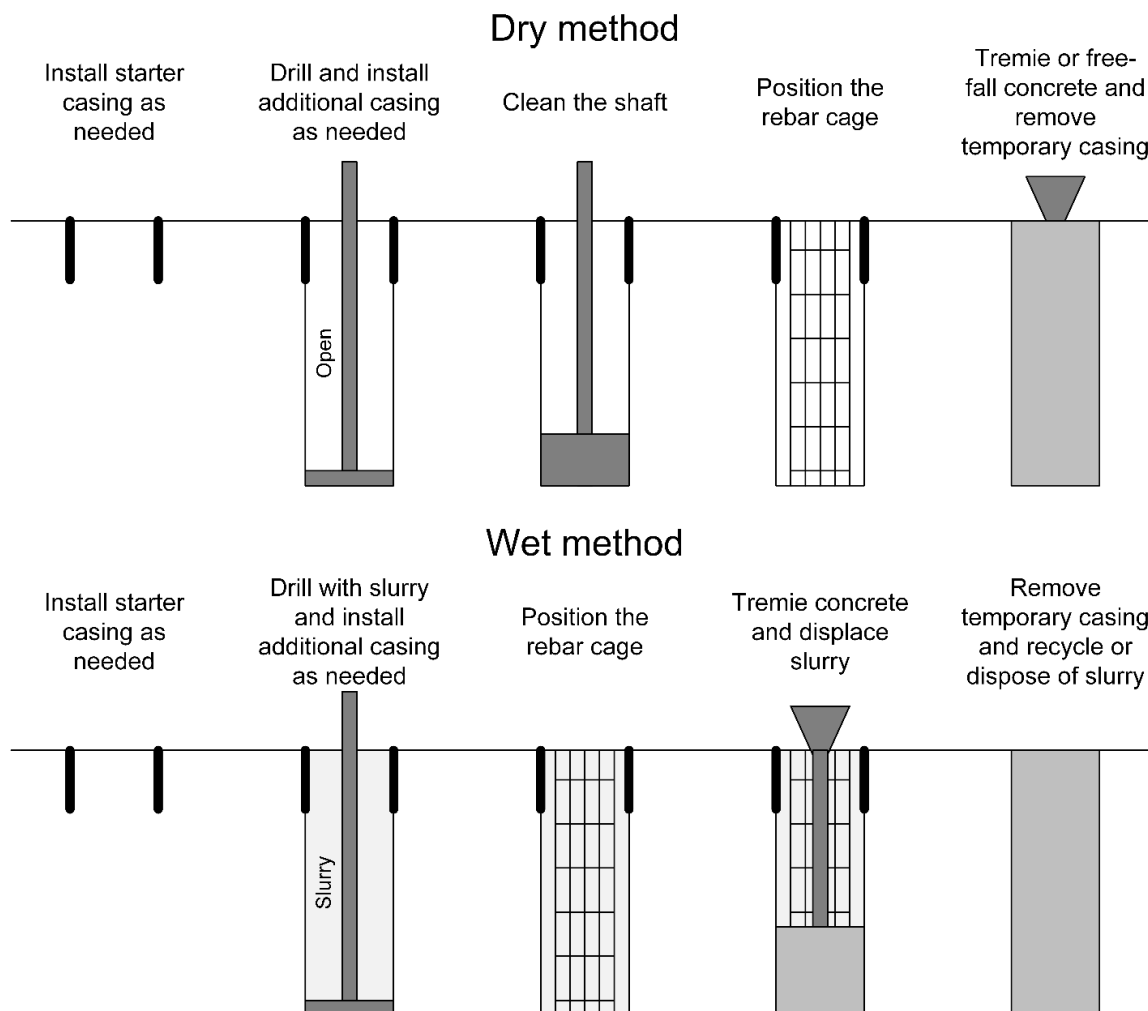 Dry method
Install starter
casing as
needed
Drill and install
additional casing
as needed
Clean the shaft
Position the
rebar cage
Tremie or free-
fall concrete and
remove
temporary casing
Open
Wet method
Install starter
casing as
needed
Drill with slurry
and install
additional casing
as needed
Position the
rebar cage
Tremie concrete
and displace
slurry
Remove
temporary casing
and recycle or
dispose of slurry
Slurry